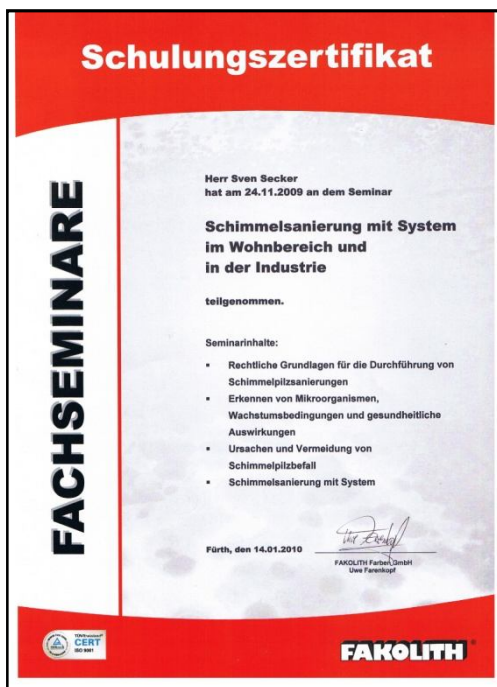 Schulungszertifikat
FACHSEMINARE
Herr Sven Secker
hat am 24.11.2009 an dem Seminar
Schimmelsanierung mit System
im Wohnbereich und
in der Industrie
teilgenommen.
Seminarinhalte:
▪ Rechtliche Grundlagen für die Durchführung von
Schimmelpilzsanierungen
▪ Erkennen von Mikroorganismen,
Wachstumsbedingungen und gesundheitliche
Auswirkungen
▪ Ursachen und Vermeidung von
Schimmelpilzbefall
▪ Schimmelsanierung mit System
Fürth, den 14.01.2010
FAKOLITH Farben GmbH
Uwe Farenkopf
CERT
ISO 9001
FAKOLITH®